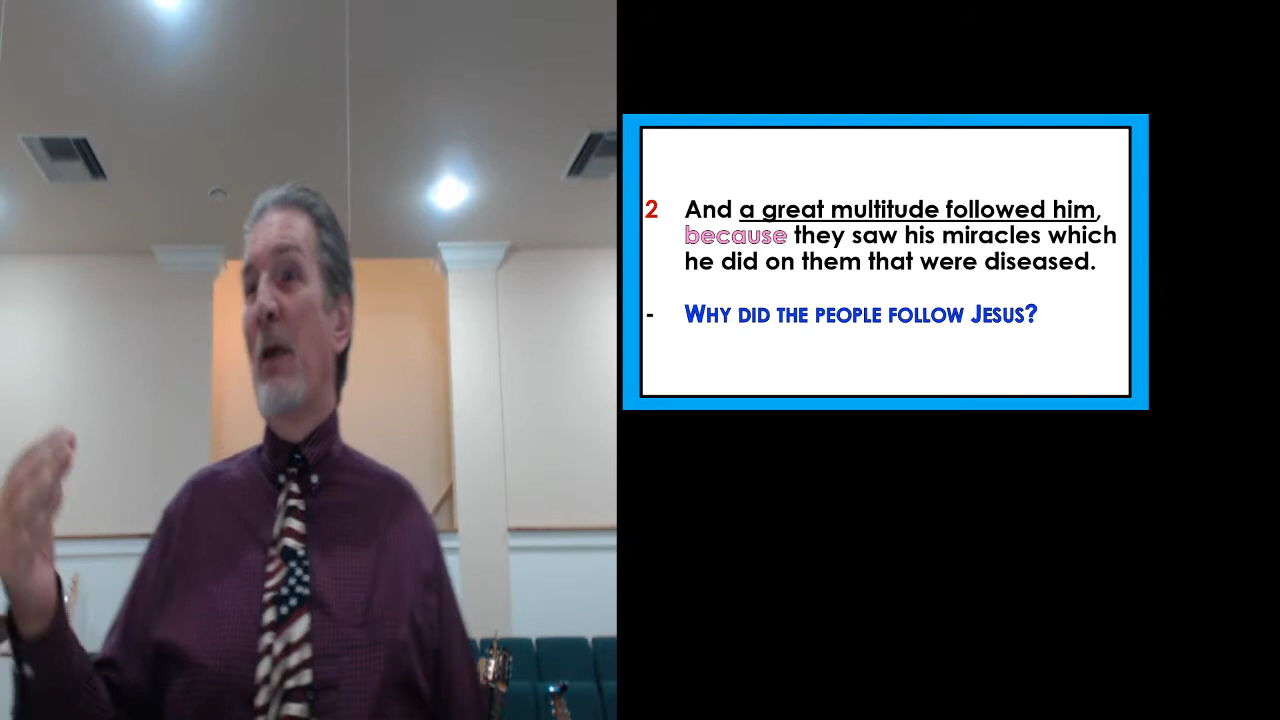 2 And a great multitude followed him,
because they saw his miracles which
he did on them that were diseased.
- Why did the people follow Jesus?